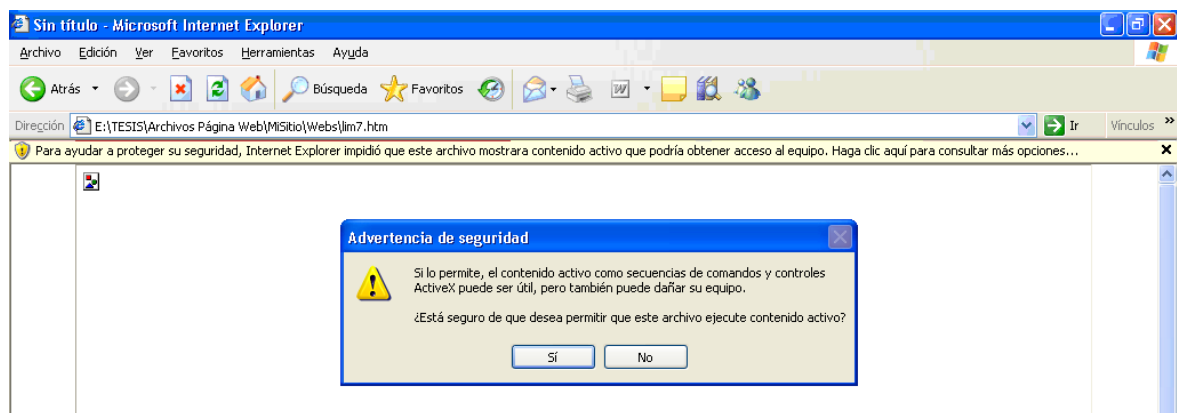 Sin título - Microsoft Internet Explorer
Archivo Edición Ver Favoritos Herramientas Ayuda
Atrás Búsqueda Favoritos W
Dirección E:\TESIS\Archivos Página Web\MiSitio\Webs\lim7.htm Ir Vínculos »
Para ayudar a proteger su seguridad, Internet Explorer impidió que este archivo mostrara contenido activo que podría obtener acceso al equipo. Haga clic aquí para consultar más opciones...
Advertencia de seguridad
Si lo permite, el contenido activo como secuencias de comandos y controles
ActiveX puede ser útil, pero también puede dañar su equipo.
¿Está seguro de que desea permitir que este archivo ejecute contenido activo?
Sí No